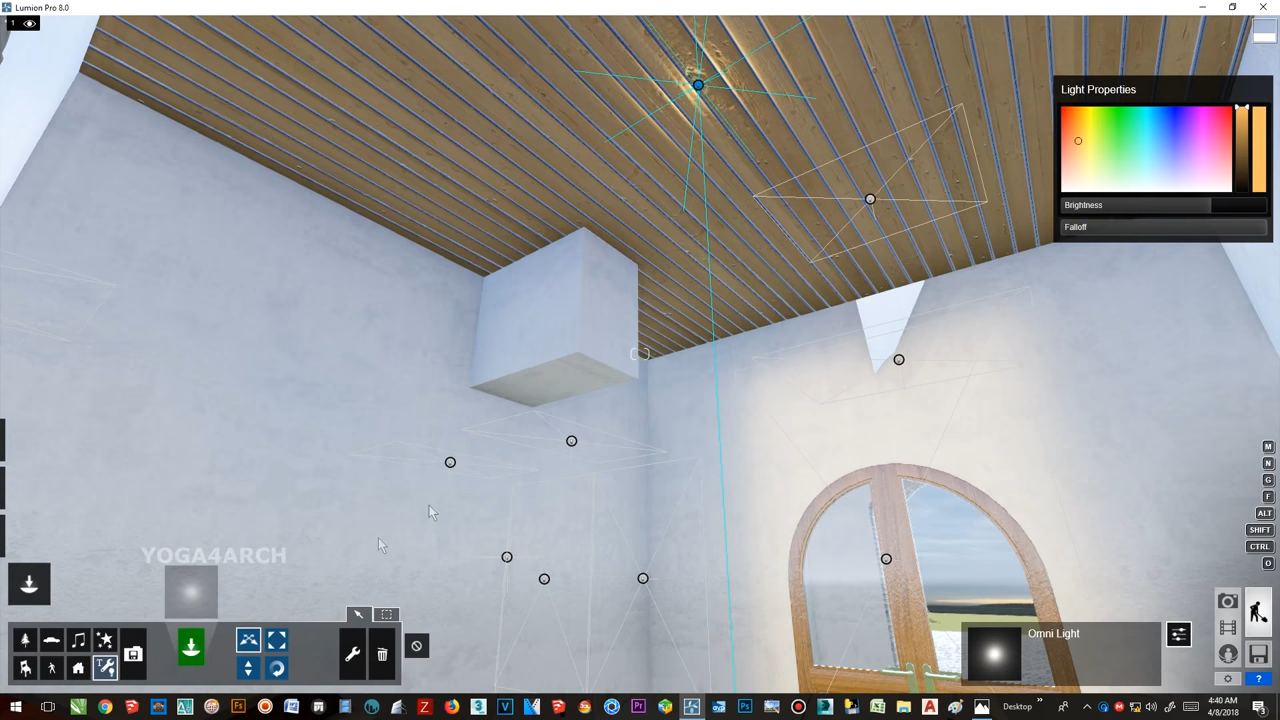 Lumion Pro 8.0
1
Light Properties
Brightness
Falloff
M
N
G
F
ALT
SHIFT
CTRL
O
YOGA4ARCH
Omni Light
?
Desktop
4:40 AM
4/8/2018